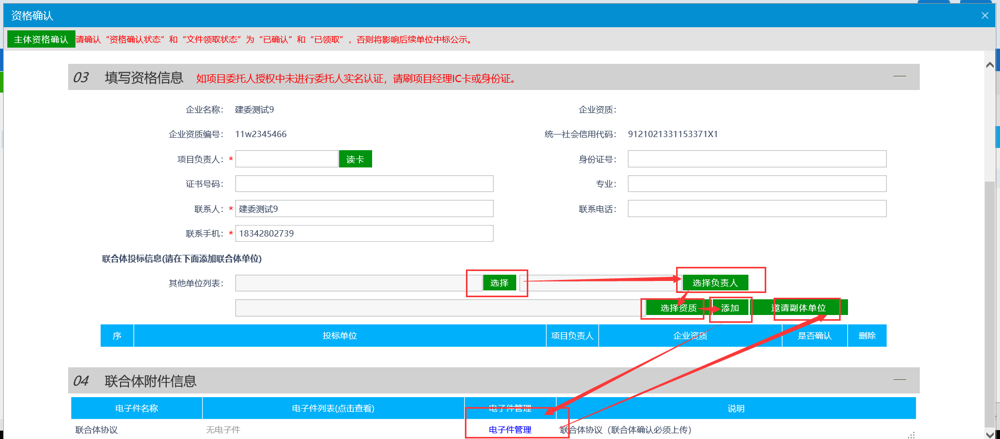 资格确认
主体资格确认 请确认“资格确认状态”和“文件领取状态”为“已确认”和“已领取”，否则将影响后续单位中标公示。
03 填写资格信息 如项目委托人授权中未进行委托人实名认证，请刷项目经理IC卡或身份证。
企业名称： 建委测试9 企业资质：
企业资质编号： 11w2345466 统一社会信用代码： 9121021331153371X1
项目负责人：* 读卡 身份证号：
证书号码： 专业：
联系人：* 建委测试9 联系电话：
联系手机：* 18342802739
联合体投标信息(请在下面添加联合体单位)
其他单位列表： 选择 选择负责人
选择资质 添加 邀请副体单位
序 投标单位 项目负责人 企业资质 是否确认 删除
04 联合体附件信息
电子件名称 电子件列表(点击查看) 电子件管理 说明
联合体协议 无电子件 电子件管理 联合体协议（联合体确认必须上传）